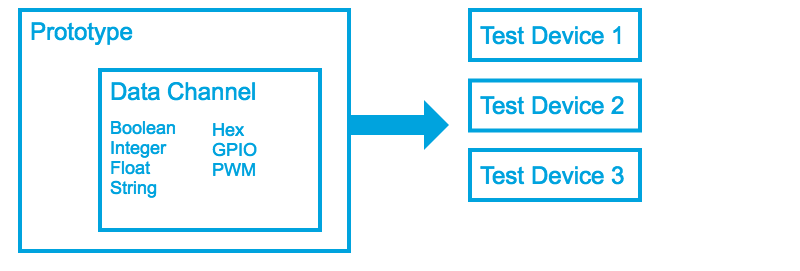 Prototype
Data Channel
Boolean
Integer
Float
String
Hex
GPIO
PWM
Test Device 1
Test Device 2
Test Device 3